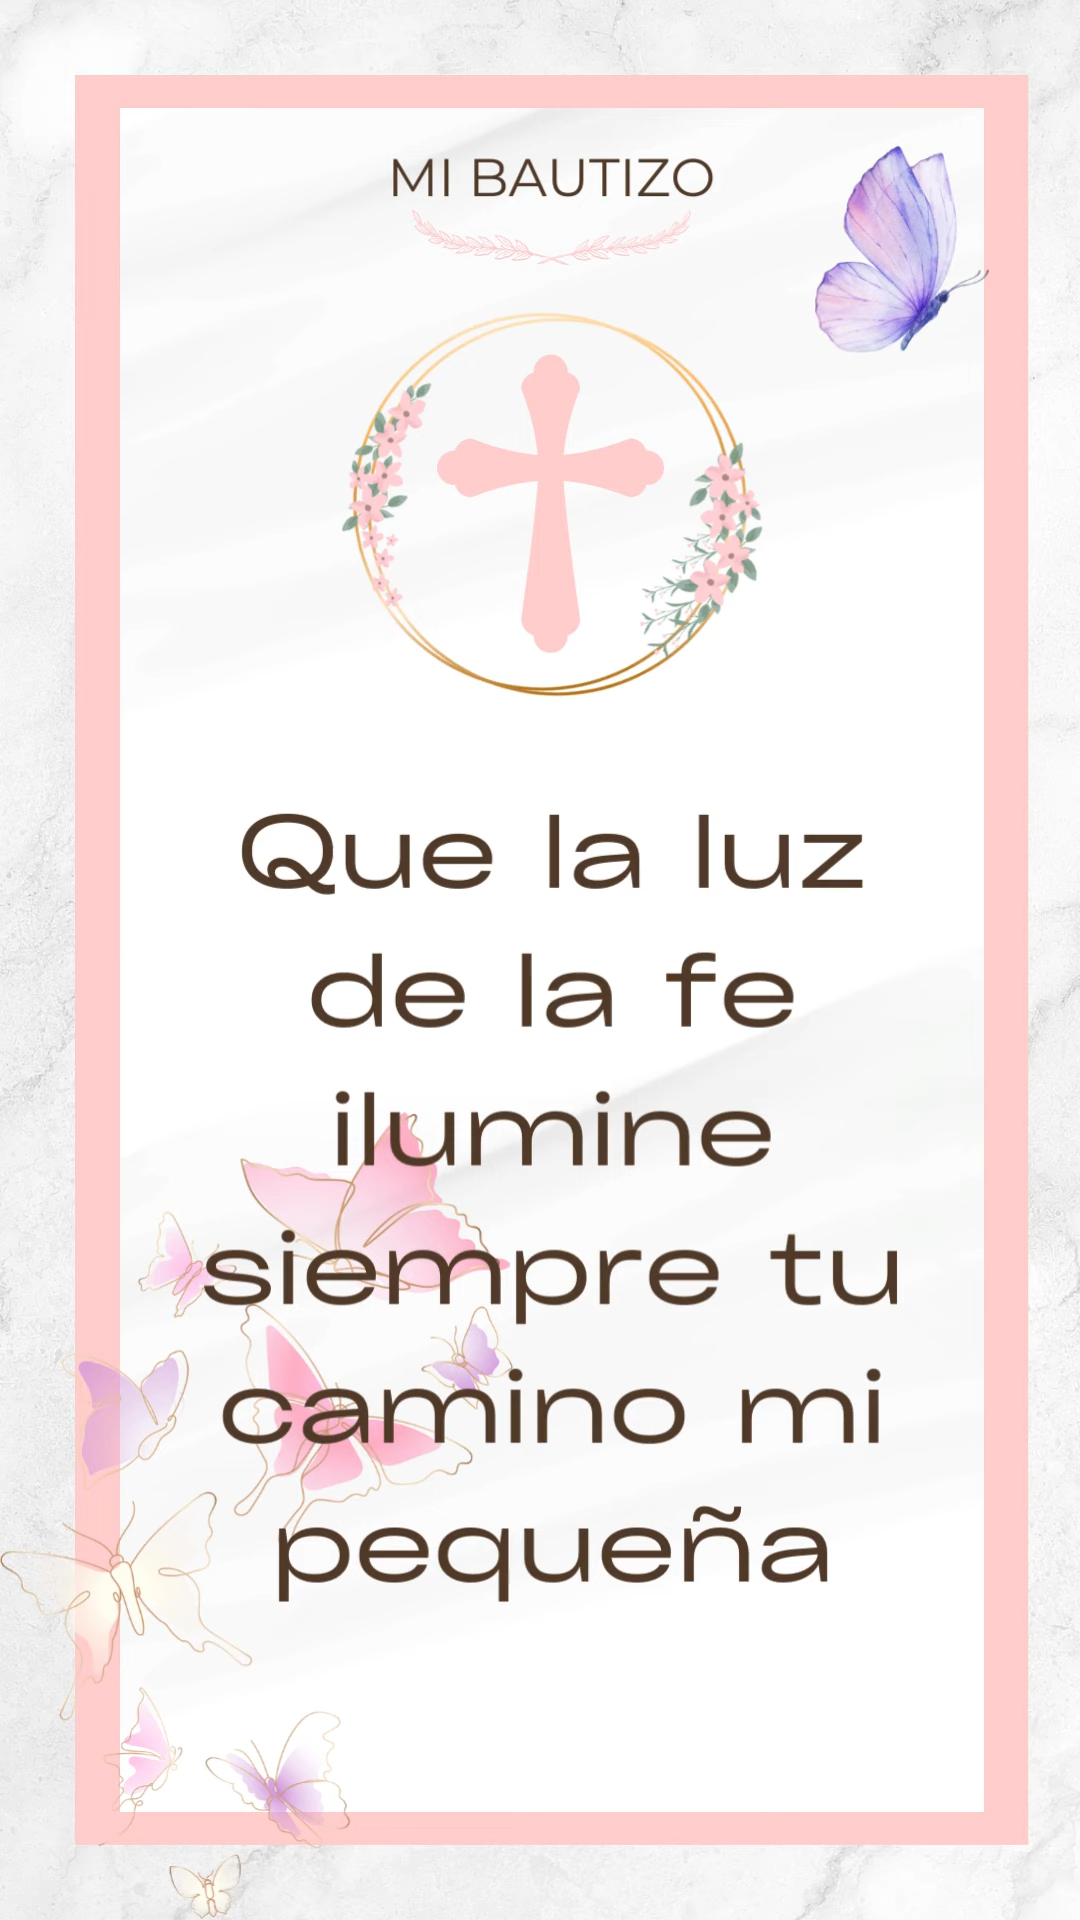 MI BAUTIZO
Que la luz
de la fe
ilumine
siempre tu
camino mi
pequeña